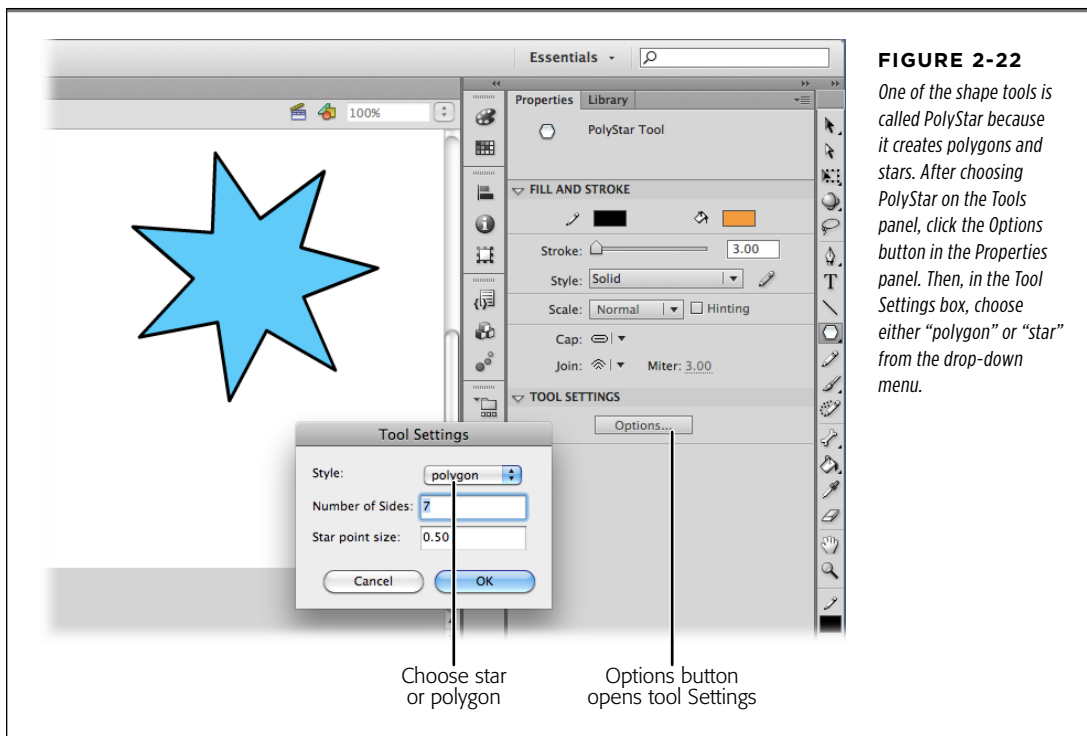 Essentials
100%
Properties Library
PolyStar Tool
FILL AND STROKE
Stroke: 3.00
Style: Solid
Scale: Normal Hinting
Cap:
Join: Miter: 3.00
TOOL SETTINGS
Options...
Tool Settings
Style: polygon
Number of Sides: 7
Star point size: 0.50
Cancel OK
Choose star
or polygon
Options button
opens tool Settings
FIGURE 2-22
One of the shape tools is
called PolyStar because
it creates polygons and
stars. After choosing
PolyStar on the Tools
panel, click the Options
button in the Properties
panel. Then, in the Tool
Settings box, choose
either “polygon” or “star”
from the drop-down
menu.